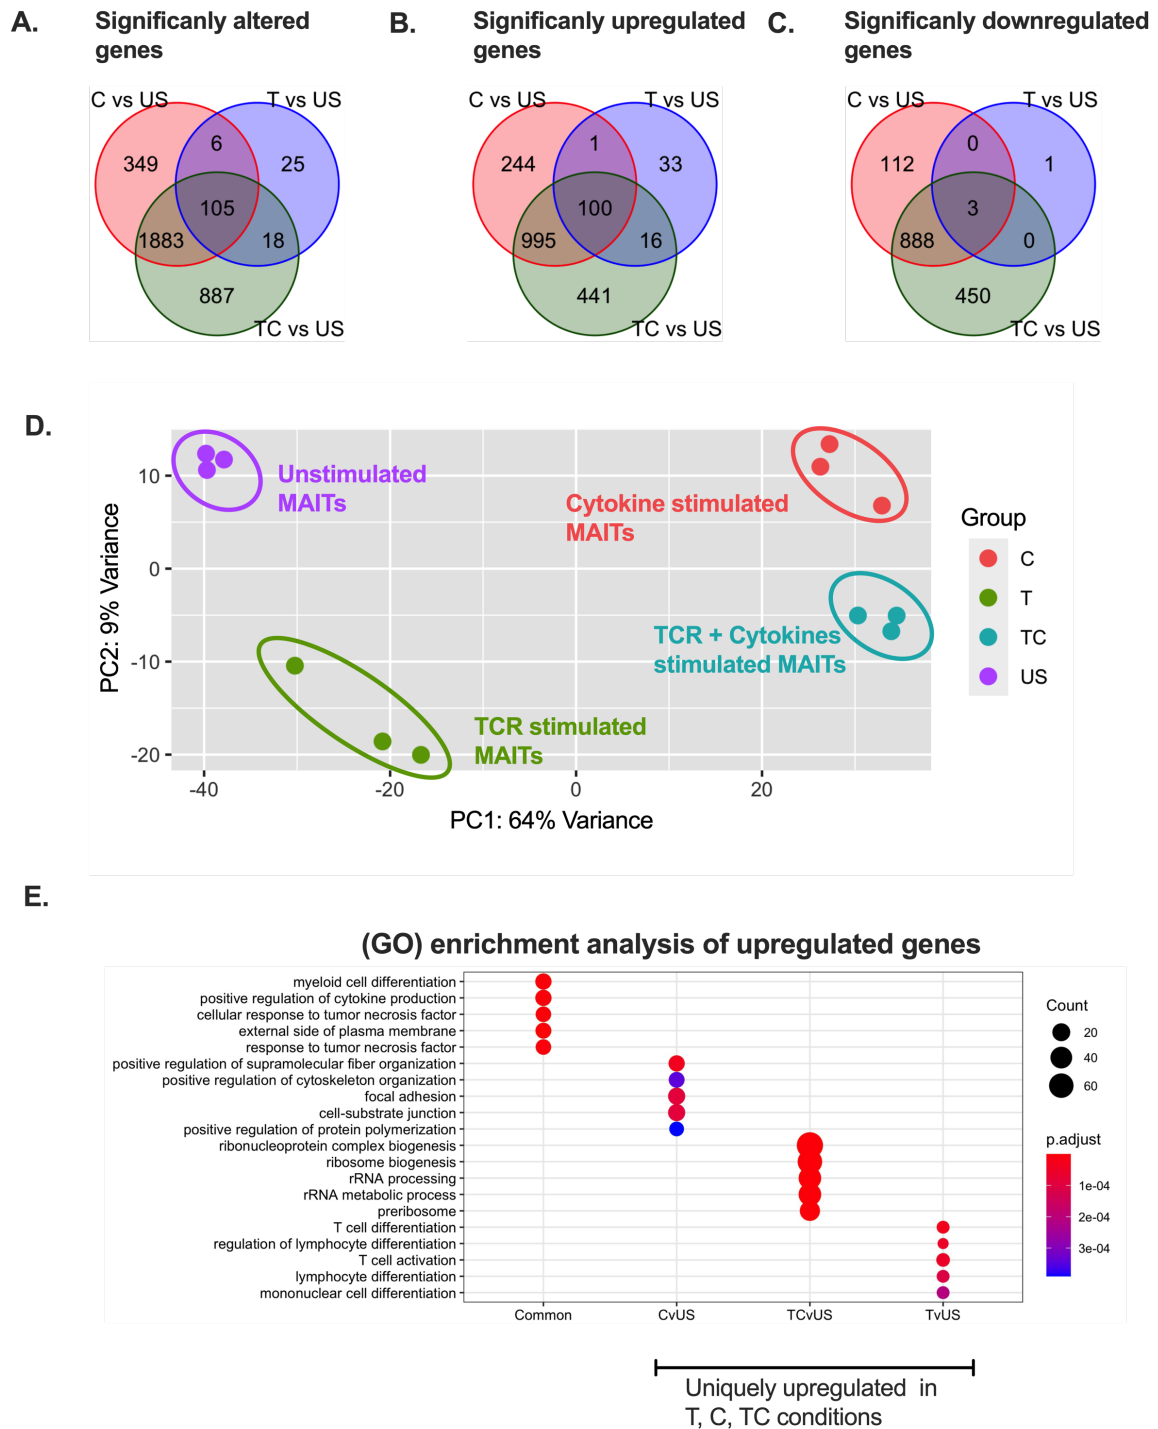 A.
Significanly altered
genes
C vs US
T vs US
6
349
25
105
1883
18
887
TC vs US
B.
Significanly upregulated
genes
C vs US
T vs US
1
244
33
100
995
16
441
TC vs US
C.
Significanly downregulated
genes
C vs US
T vs US
0
112
1
3
888
0
450
TC vs US
D.
Unstimulated
MAITs
Cytokine stimulated
MAITs
TCR + Cytokines
stimulated MAITs
TCR stimulated
MAITs
PC2: 9% Variance
10
0
-10
-20
-40
-20
0
20
PC1: 64% Variance
Group
C
T
TC
US
E.
(GO) enrichment analysis of upregulated genes
myeloid cell differentiation
positive regulation of cytokine production
cellular response to tumor necrosis factor
external side of plasma membrane
response to tumor necrosis factor
positive regulation of supramolecular fiber organization
positive regulation of cytoskeleton organization
focal adhesion
cell-substrate junction
positive regulation of protein polymerization
ribonucleoprotein complex biogenesis
ribosome biogenesis
rRNA processing
rRNA metabolic process
preribosome
T cell differentiation
regulation of lymphocyte differentiation
T cell activation
lymphocyte differentiation
mononuclear cell differentiation
Common
CvUS
TCvUS
TvUS
Count
20
40
60
p.adjust
1e-04
2e-04
3e-04
Uniquely upregulated in
T, C, TC conditions